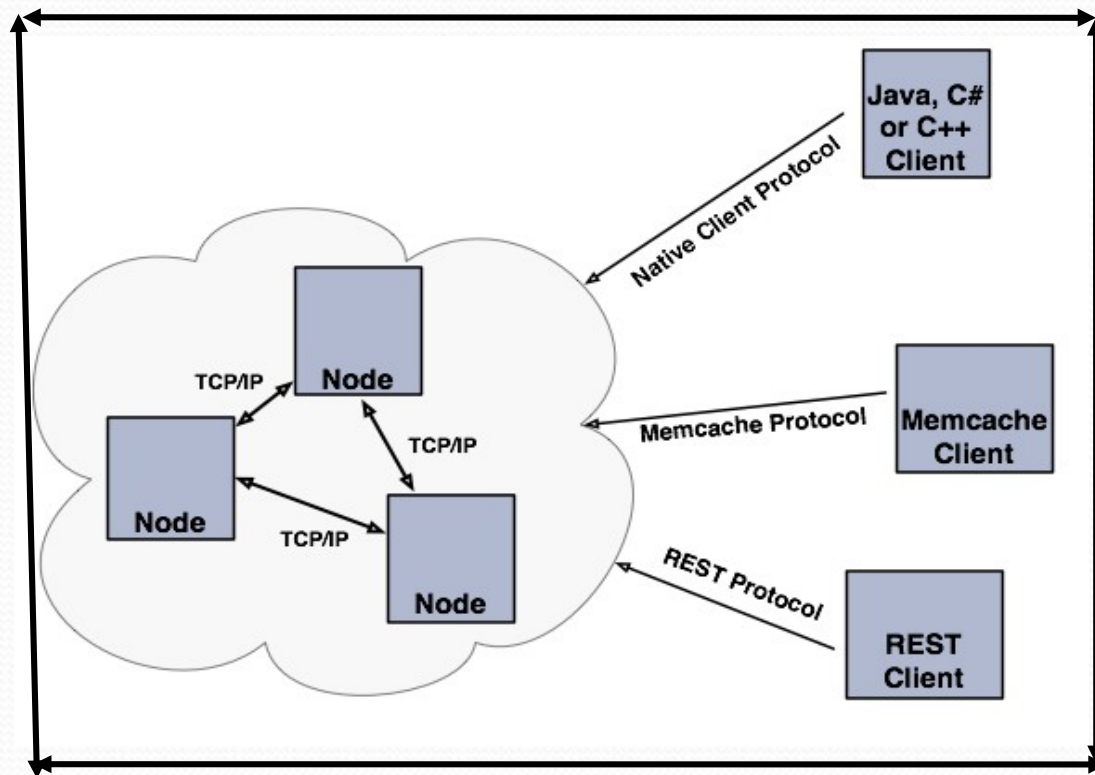 Java, C#
or C++
Client
Native Client Protocol
TCP/IP
Node
Memcache Protocol
Memcache
Client
TCP/IP
Node
TCP/IP
Node
REST Protocol
REST
Client